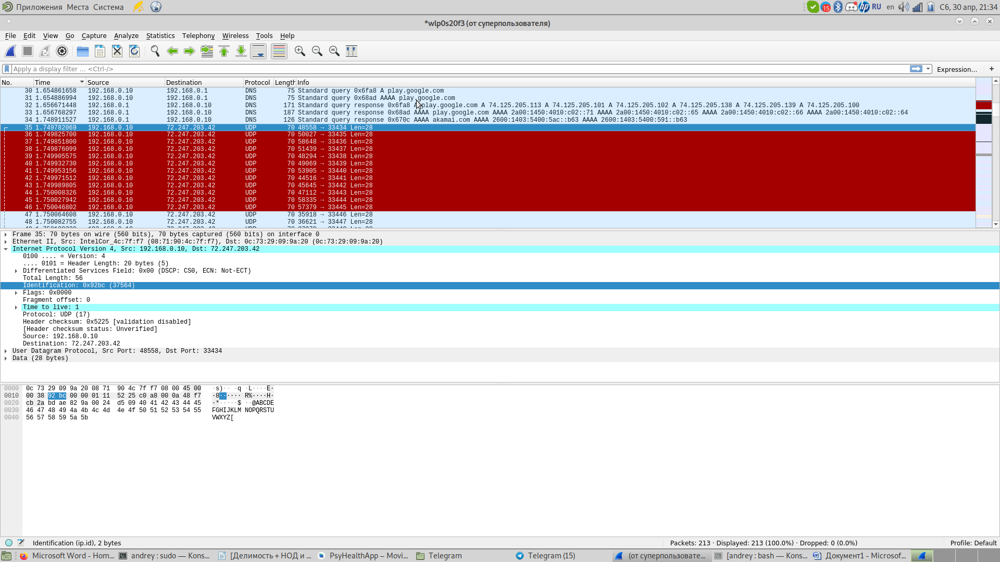 Приложения Места Система 15 RU en Сб, 30 апр, 21:34
*wlp0s20f3 (от суперпользователя)
File Edit View Go Capture Analyze Statistics Telephony Wireless Tools Help
Apply a display filter ... <Ctrl-/> Expression... +
No. Time Source Destination Protocol Length Info
30 1.654861658 192.168.0.10 192.168.0.1 DNS 75 Standard query 0x6fa8 A play.google.com
31 1.654886994 192.168.0.10 192.168.0.1 DNS 75 Standard query 0x68ad AAAA play.google.com
32 1.656671448 192.168.0.1 192.168.0.10 DNS 171 Standard query response 0x6fa8 A play.google.com A 74.125.205.113 A 74.125.205.101 A 74.125.205.102 A 74.125.205.138 A 74.125.205.139 A 74.125.205.100
33 1.656768297 192.168.0.1 192.168.0.10 DNS 187 Standard query response 0x68ad AAAA play.google.com AAAA 2a00:1450:4010:c02::71 AAAA 2a00:1450:4010:c02::65 AAAA 2a00:1450:4010:c02::66 AAAA 2a00:1450:4010:c02::64
34 1.748911527 192.168.0.1 192.168.0.10 DNS 126 Standard query response 0x670c AAAA akamai.com AAAA 2600:1403:5400:5ac::b63 AAAA 2600:1403:5400:591::b63
35 1.749782069 192.168.0.10 72.247.203.42 UDP 70 48558 → 33434 Len=28
36 1.749825700 192.168.0.10 72.247.203.42 UDP 70 50027 → 33435 Len=28
37 1.749851800 192.168.0.10 72.247.203.42 UDP 70 58648 → 33436 Len=28
38 1.749876099 192.168.0.10 72.247.203.42 UDP 70 51439 → 33437 Len=28
39 1.749905575 192.168.0.10 72.247.203.42 UDP 70 48294 → 33438 Len=28
40 1.749932730 192.168.0.10 72.247.203.42 UDP 70 49069 → 33439 Len=28
41 1.749953156 192.168.0.10 72.247.203.42 UDP 70 53905 → 33440 Len=28
42 1.749971512 192.168.0.10 72.247.203.42 UDP 70 44516 → 33441 Len=28
43 1.749989805 192.168.0.10 72.247.203.42 UDP 70 45645 → 33442 Len=28
44 1.750008326 192.168.0.10 72.247.203.42 UDP 70 47112 → 33443 Len=28
45 1.750027942 192.168.0.10 72.247.203.42 UDP 70 58335 → 33444 Len=28
46 1.750046802 192.168.0.10 72.247.203.42 UDP 70 57379 → 33445 Len=28
47 1.750064608 192.168.0.10 72.247.203.42 UDP 70 35918 → 33446 Len=28
48 1.750082755 192.168.0.10 72.247.203.42 UDP 70 36621 → 33447 Len=28
Frame 35: 70 bytes on wire (560 bits), 70 bytes captured (560 bits) on interface 0
Ethernet II, Src: IntelCor_4c:7f:f7 (08:71:90:4c:7f:f7), Dst: 0c:73:29:09:9a:20 (0c:73:29:09:9a:20)
Internet Protocol Version 4, Src: 192.168.0.10, Dst: 72.247.203.42
0100 .... = Version: 4
.... 0101 = Header Length: 20 bytes (5)
Differentiated Services Field: 0x00 (DSCP: CS0, ECN: Not-ECT)
Total Length: 56
Identification: 0x92bc (37564)
Flags: 0x0000
Fragment offset: 0
Time to live: 1
Protocol: UDP (17)
Header checksum: 0x5225 [validation disabled]
[Header checksum status: Unverified]
Source: 192.168.0.10
Destination: 72.247.203.42
User Datagram Protocol, Src Port: 48558, Dst Port: 33434
Data (28 bytes)
0000 0c 73 29 09 9a 20 08 71 90 4c 7f f7 08 00 45 00 ·s)·· ·q ·L····E·
0010 00 38 92 bc 00 00 01 11 52 25 c0 a8 00 0a 48 f7 ·8······ R%····H·
0020 cb 2a bd ae 82 9a 00 24 d5 09 40 41 42 43 44 45 ·*·····$ ··@ABCDE
0030 46 47 48 49 4a 4b 4c 4d 4e 4f 50 51 52 53 54 55 FGHIJKLM NOPQRSTU
0040 56 57 58 59 5a 5b VWXYZ[
Identification (ip.id), 2 bytes Packets: 213 · Displayed: 213 (100.0%) · Dropped: 0 (0.0%) Profile: Default
Microsoft Word - Hom... andrey : sudo — Kons... [Делимость + НОД и ... PsyHealthApp – Movi... Telegram Telegram (15) (от суперпользовате... [andrey : bash — Kons... Документ1 - Microsof...